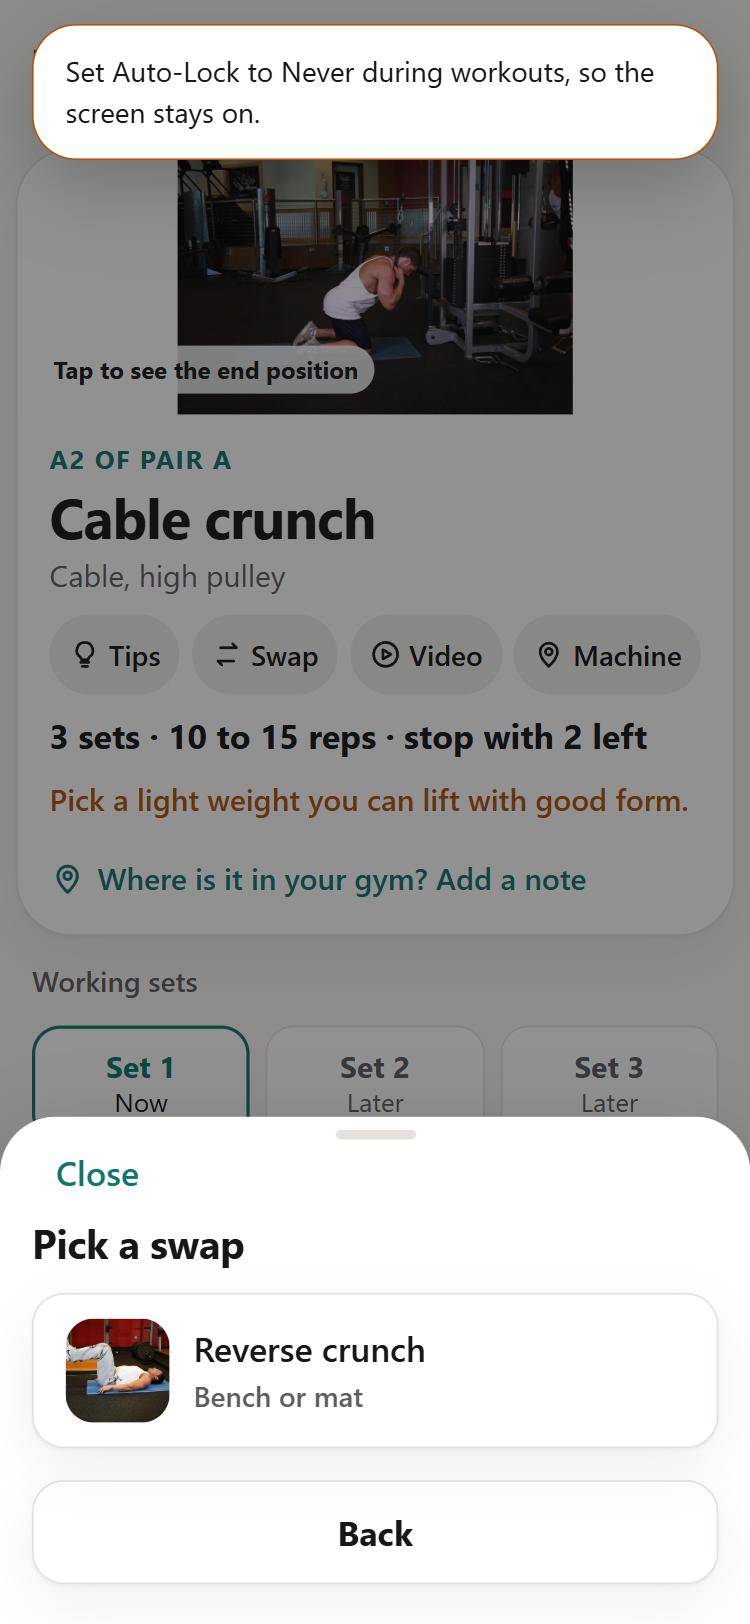 Set Auto-Lock to Never during workouts, so the
screen stays on.
Tap to see the end position
A2 OF PAIR A
Cable crunch
Cable, high pulley
Tips
Swap
Video
Machine
3 sets · 10 to 15 reps · stop with 2 left
Pick a light weight you can lift with good form.
Where is it in your gym? Add a note
Working sets
Set 1
Now
Set 2
Later
Set 3
Later
Close
Pick a swap
Reverse crunch
Bench or mat
Back